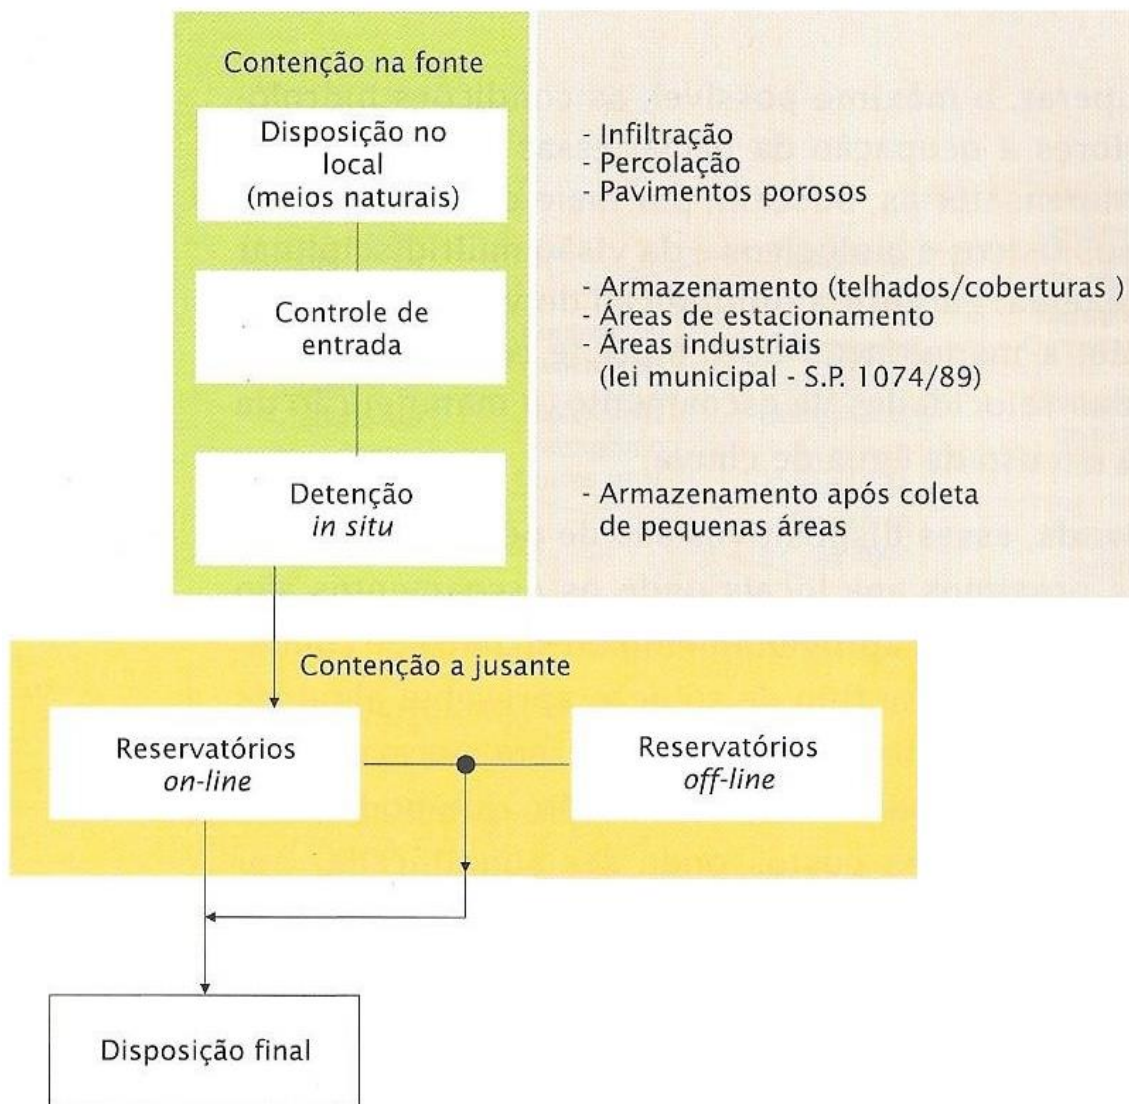 Contenção na fonte
Disposição no
local
(meios naturais)
- Infiltração
- Percolação
- Pavimentos porosos
Controle de
entrada
- Armazenamento (telhados/coberturas )
- Áreas de estacionamento
- Áreas industriais
(lei municipal - S.P. 1074/89)
Detenção
in situ
- Armazenamento após coleta
de pequenas áreas
Contenção a jusante
Reservatórios
on-line
Reservatórios
off-line
Disposição final